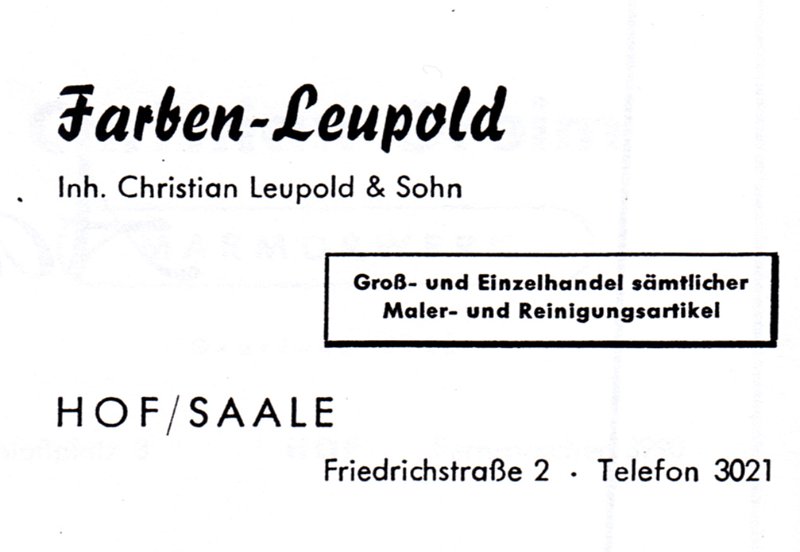 Farben-Leupold
Inh. Christian Leupold & Sohn
Groß- und Einzelhandel sämtlicher
Maler- und Reinigungsartikel
HOF/SAALE
Friedrichstraße 2 · Telefon 3021